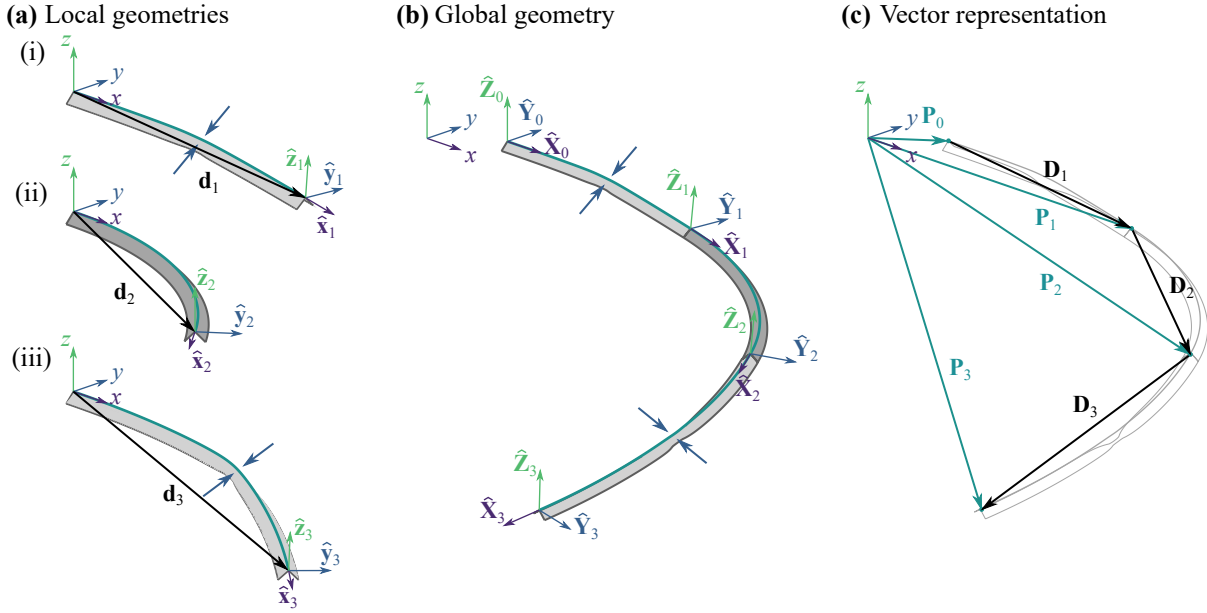 (a) Local geometries
(i)
z
y
x
d₁
ẑ₁
ŷ₁
x̂₁
(ii)
z
y
x
d₂
ẑ₂
ŷ₂
x̂₂
(iii)
z
y
x
d₃
ẑ₃
ŷ₃
x̂₃
(b) Global geometry
z
y
x
Ẑ₀
Ŷ₀
X̂₀
Ẑ₁
Ŷ₁
X̂₁
Ẑ₂
Ŷ₂
X̂₂
Ẑ₃
X̂₃
Ŷ₃
(c) Vector representation
z
y
x
P₀
D₁
P₁
D₂
P₂
P₃
D₃